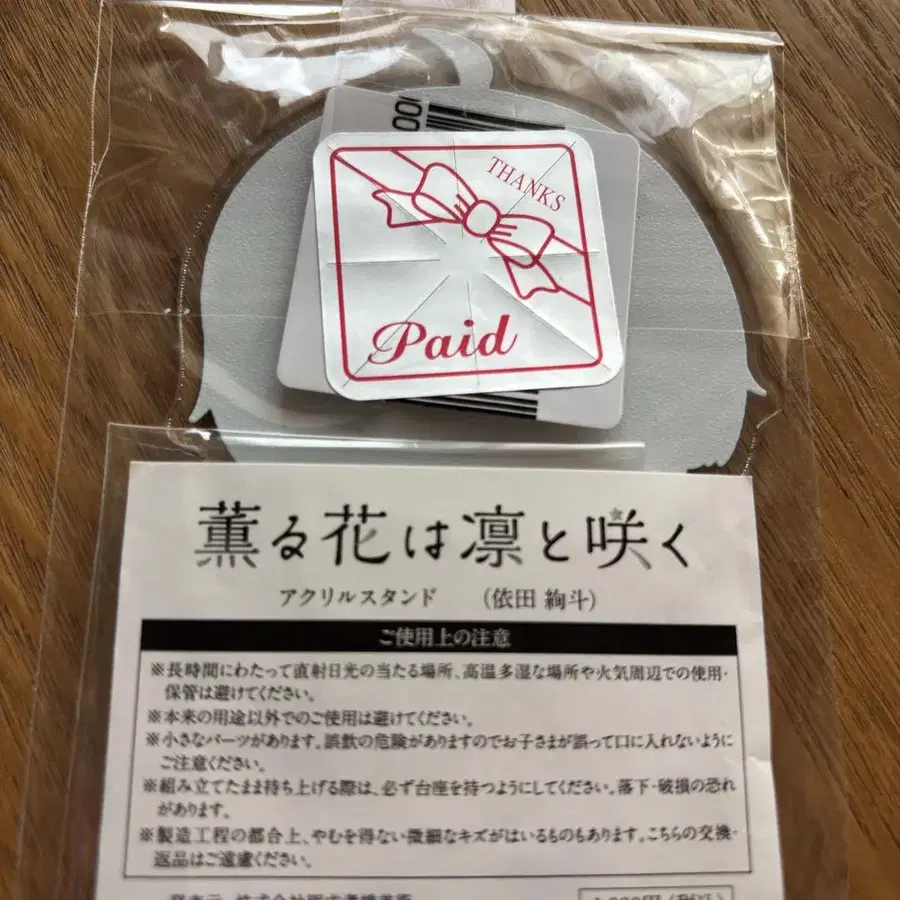 THANKS
Paid
薫る花は凛と咲く
アクリルスタンド (依田 絢斗)
ご使用上の注意
※長時間にわたって直射日光の当たる場所、高温多湿な場所や火気周辺での使用・
保管は避けてください。
※本来の用途以外でのご使用は避けてください。
※小さなパーツがあります。誤飲の危険がありますのでお子さまが誤って口に入れないように
ご注意ください。
※組み立てたまま持ち上げる際は、必ず台座を持つようにしてください。落下・破損の恐れ
があります。
※製造工程の都合上、やむを得ない微細なキズがはいるものもあります。こちらの交換・
返品はご遠慮ください。